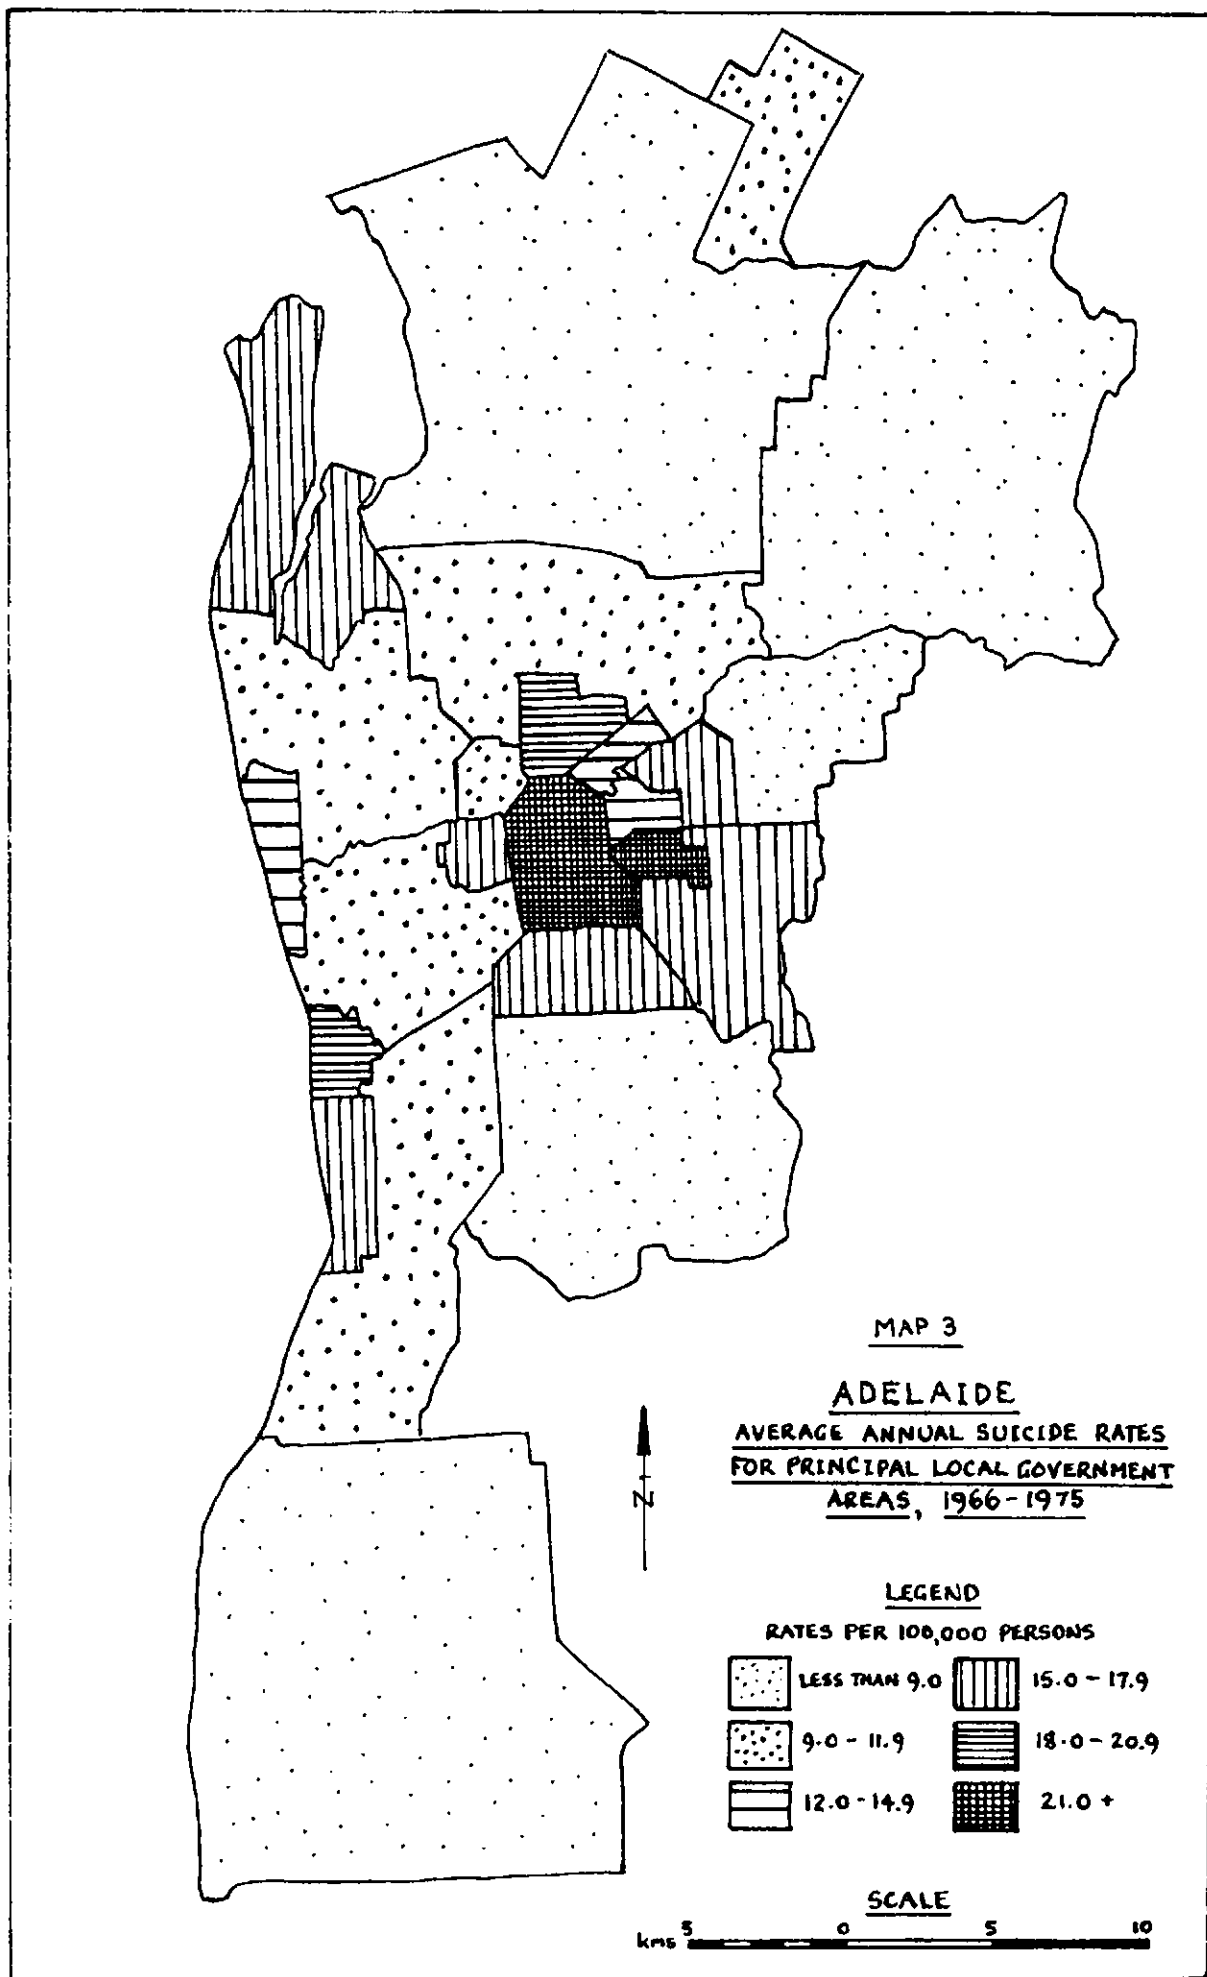 MAP 3
ADELAIDE
AVERAGE ANNUAL SUICIDE RATES
FOR PRINCIPAL LOCAL GOVERNMENT
AREAS, 1966-1975
N
LEGEND
RATES PER 100,000 PERSONS
LESS THAN 9.0
15.0 - 17.9
9.0 - 11.9
18.0 - 20.9
12.0 - 14.9
21.0 +
SCALE
kms 5 0 5 10